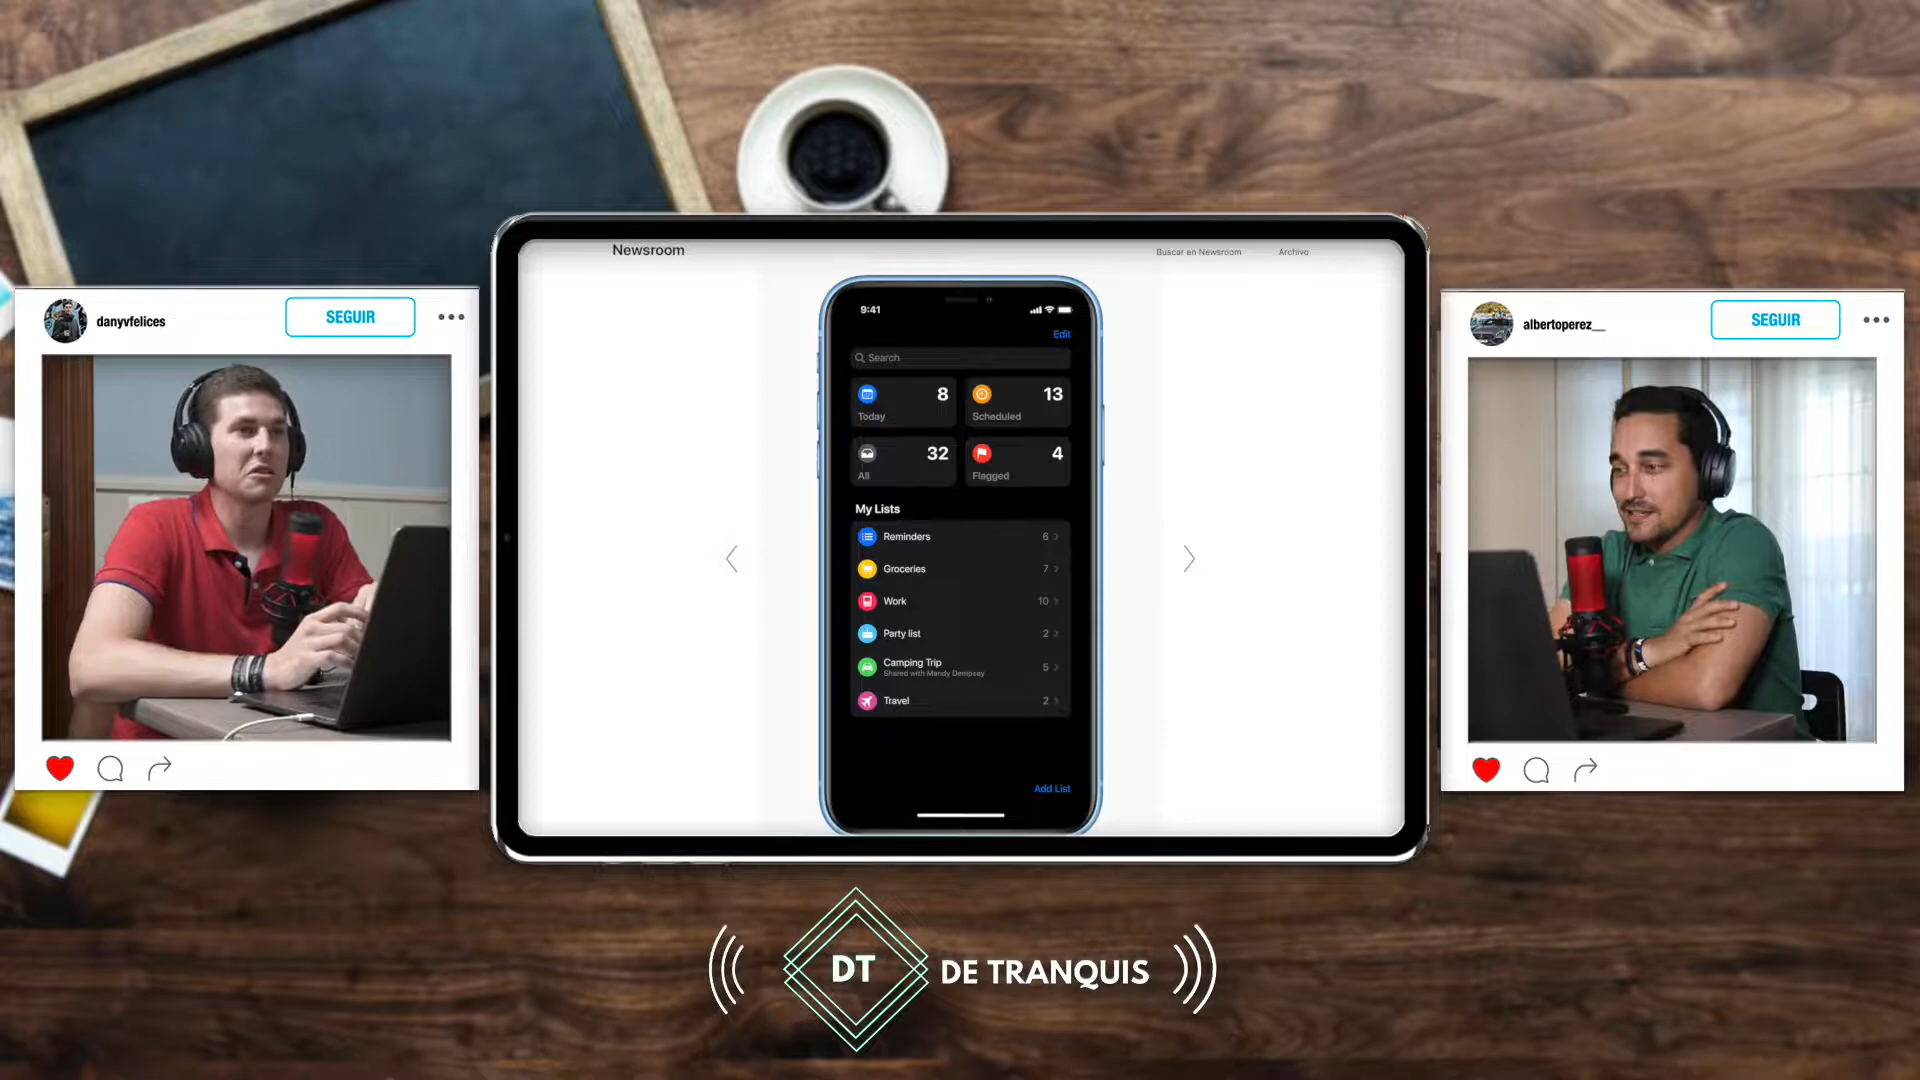 Newsroom
Buscar en Newsroom
Archivo
danyvfelices
SEGUIR
9:41
Edit
Search
8
Today
13
Scheduled
32
All
4
Flagged
My Lists
Reminders 6
Groceries 7
Work 10
Party list 2
Camping Trip 5
Shared with Mandy Dempsey
Travel 2
Add List
albertoperez__
SEGUIR
DT
DE TRANQUIS